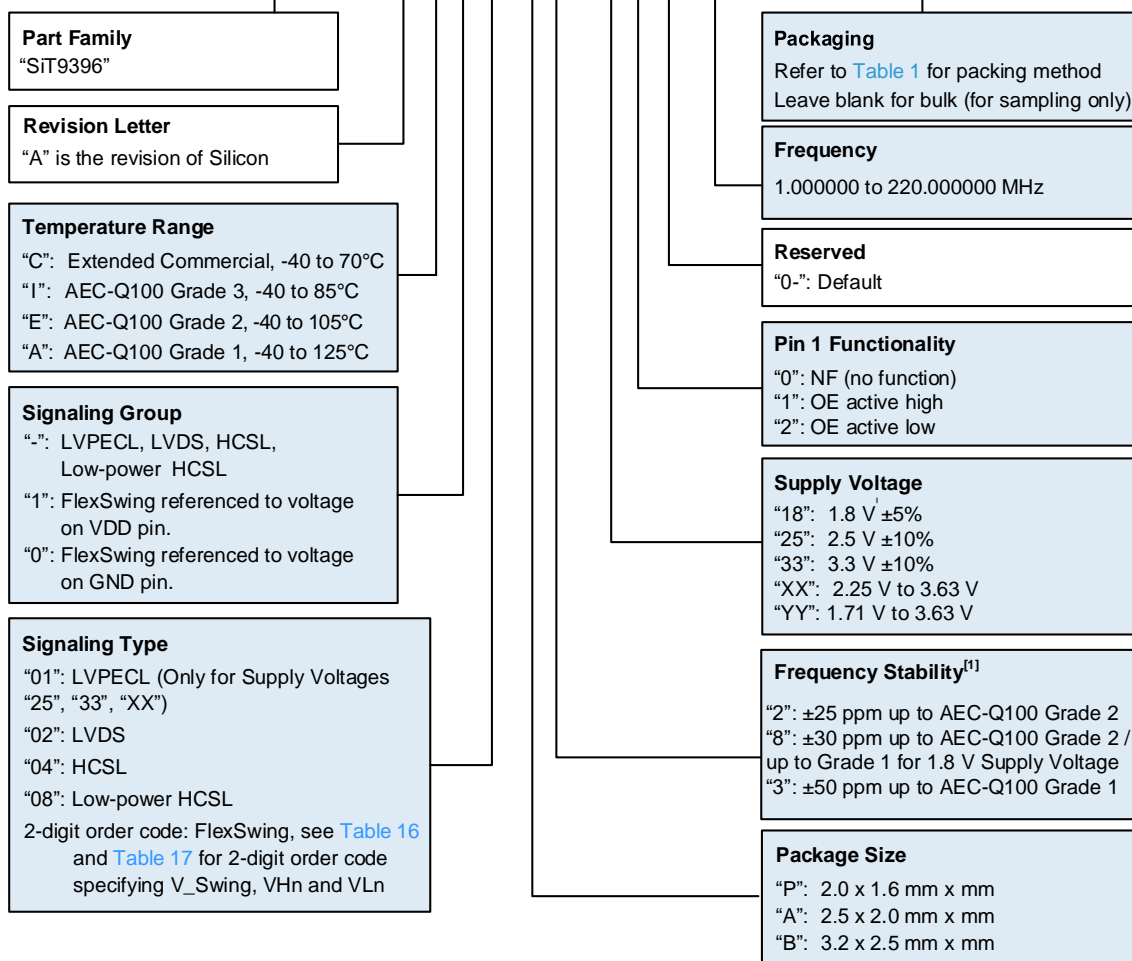 Part Family
“SiT9396”
Revision Letter
“A” is the revision of Silicon
Temperature Range
“C”: Extended Commercial, -40 to 70°C
“I”: AEC-Q100 Grade 3, -40 to 85°C
“E”: AEC-Q100 Grade 2, -40 to 105°C
“A”: AEC-Q100 Grade 1, -40 to 125°C
Signaling Group
“-”: LVPECL, LVDS, HCSL,
Low-power HCSL
“1”: FlexSwing referenced to voltage
on VDD pin.
“0”: FlexSwing referenced to voltage
on GND pin.
Signaling Type
“01”: LVPECL (Only for Supply Voltages
“25”, “33”, “XX”)
“02”: LVDS
“04”: HCSL
“08”: Low-power HCSL
2-digit order code: FlexSwing, see Table 16
and Table 17 for 2-digit order code
specifying V_Swing, VHn and VLn
Packaging
Refer to Table 1 for packing method
Leave blank for bulk (for sampling only)
Frequency
1.000000 to 220.000000 MHz
Reserved
“0-”: Default
Pin 1 Functionality
“0”: NF (no function)
“1”: OE active high
“2”: OE active low
Supply Voltage
“18”: 1.8 V ±5%
“25”: 2.5 V ±10%
“33”: 3.3 V ±10%
“XX”: 2.25 V to 3.63 V
“YY”: 1.71 V to 3.63 V
Frequency Stability[1]
“2”: ±25 ppm up to AEC-Q100 Grade 2
“8”: ±30 ppm up to AEC-Q100 Grade 2 /
up to Grade 1 for 1.8 V Supply Voltage
“3”: ±50 ppm up to AEC-Q100 Grade 1
Package Size
“P”: 2.0 x 1.6 mm x mm
“A”: 2.5 x 2.0 mm x mm
“B”: 3.2 x 2.5 mm x mm